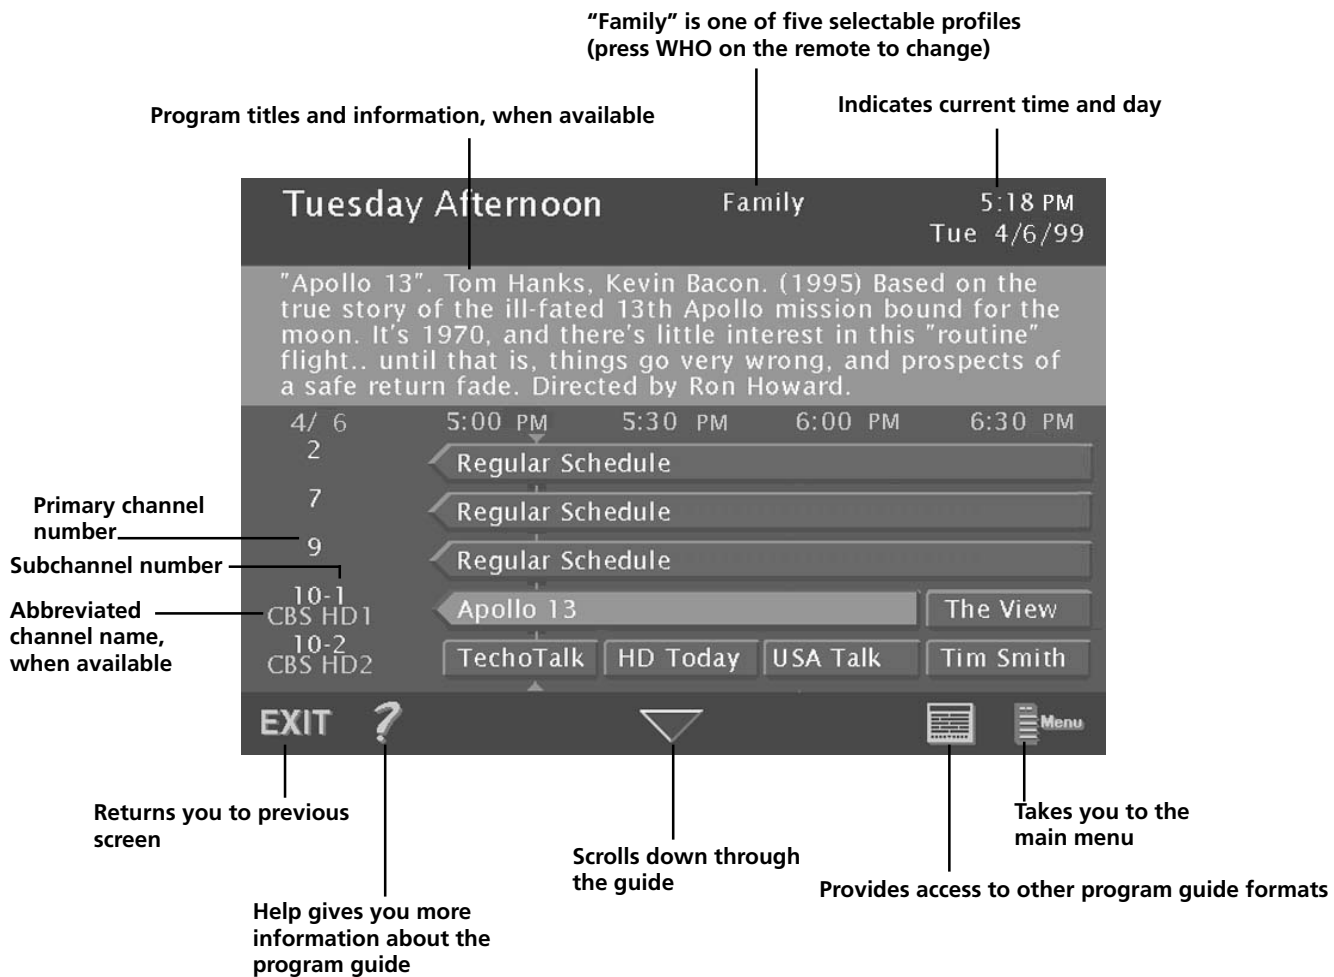 “Family” is one of five selectable profiles
(press WHO on the remote to change)
Indicates current time and day
Program titles and information, when available
Tuesday Afternoon
Family
5:18 PM
Tue 4/6/99
"Apollo 13". Tom Hanks, Kevin Bacon. (1995) Based on the
true story of the ill-fated 13th Apollo mission bound for the
moon. It's 1970, and there's little interest in this "routine"
flight.. until that is, things go very wrong, and prospects of
a safe return fade. Directed by Ron Howard.
4/ 6 5:00 PM 5:30 PM 6:00 PM 6:30 PM
2 Regular Schedule
7 Regular Schedule
9 Regular Schedule
10-1
CBS HD1
Apollo 13 The View
10-2
CBS HD2
TechoTalk HD Today USA Talk Tim Smith
Primary channel
number
Subchannel number
Abbreviated
channel name,
when available
EXIT ? Menu
Returns you to previous
screen
Help gives you more
information about the
program guide
Scrolls down through
the guide
Takes you to the
main menu
Provides access to other program guide formats